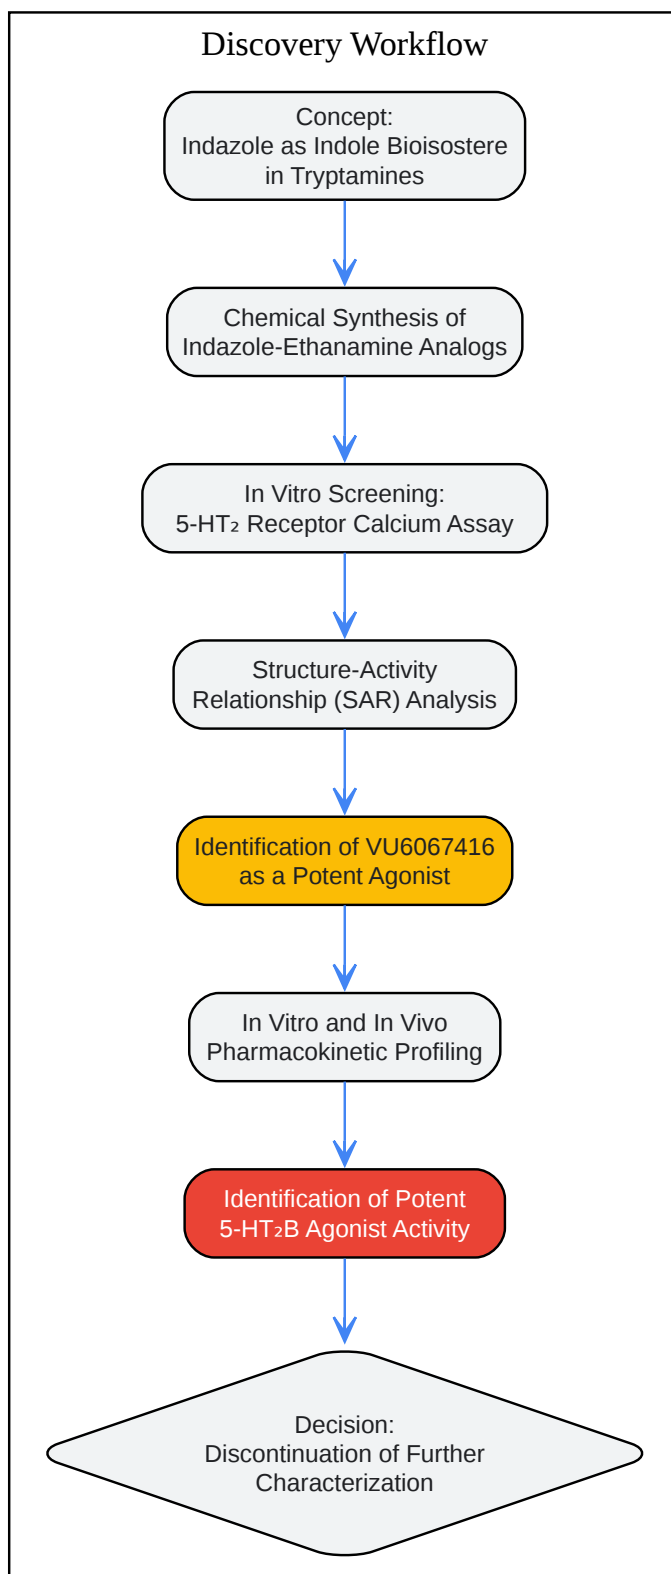 Discovery Workflow
Concept:
Indazole as Indole Bioisostere
in Tryptamines
Chemical Synthesis of
Indazole-Ethanamine Analogs
In Vitro Screening:
5-HT₂ Receptor Calcium Assay
Structure-Activity
Relationship (SAR) Analysis
Identification of VU6067416
as a Potent Agonist
In Vitro and In Vivo
Pharmacokinetic Profiling
Identification of Potent
5-HT₂B Agonist Activity
Decision:
Discontinuation of Further
Characterization